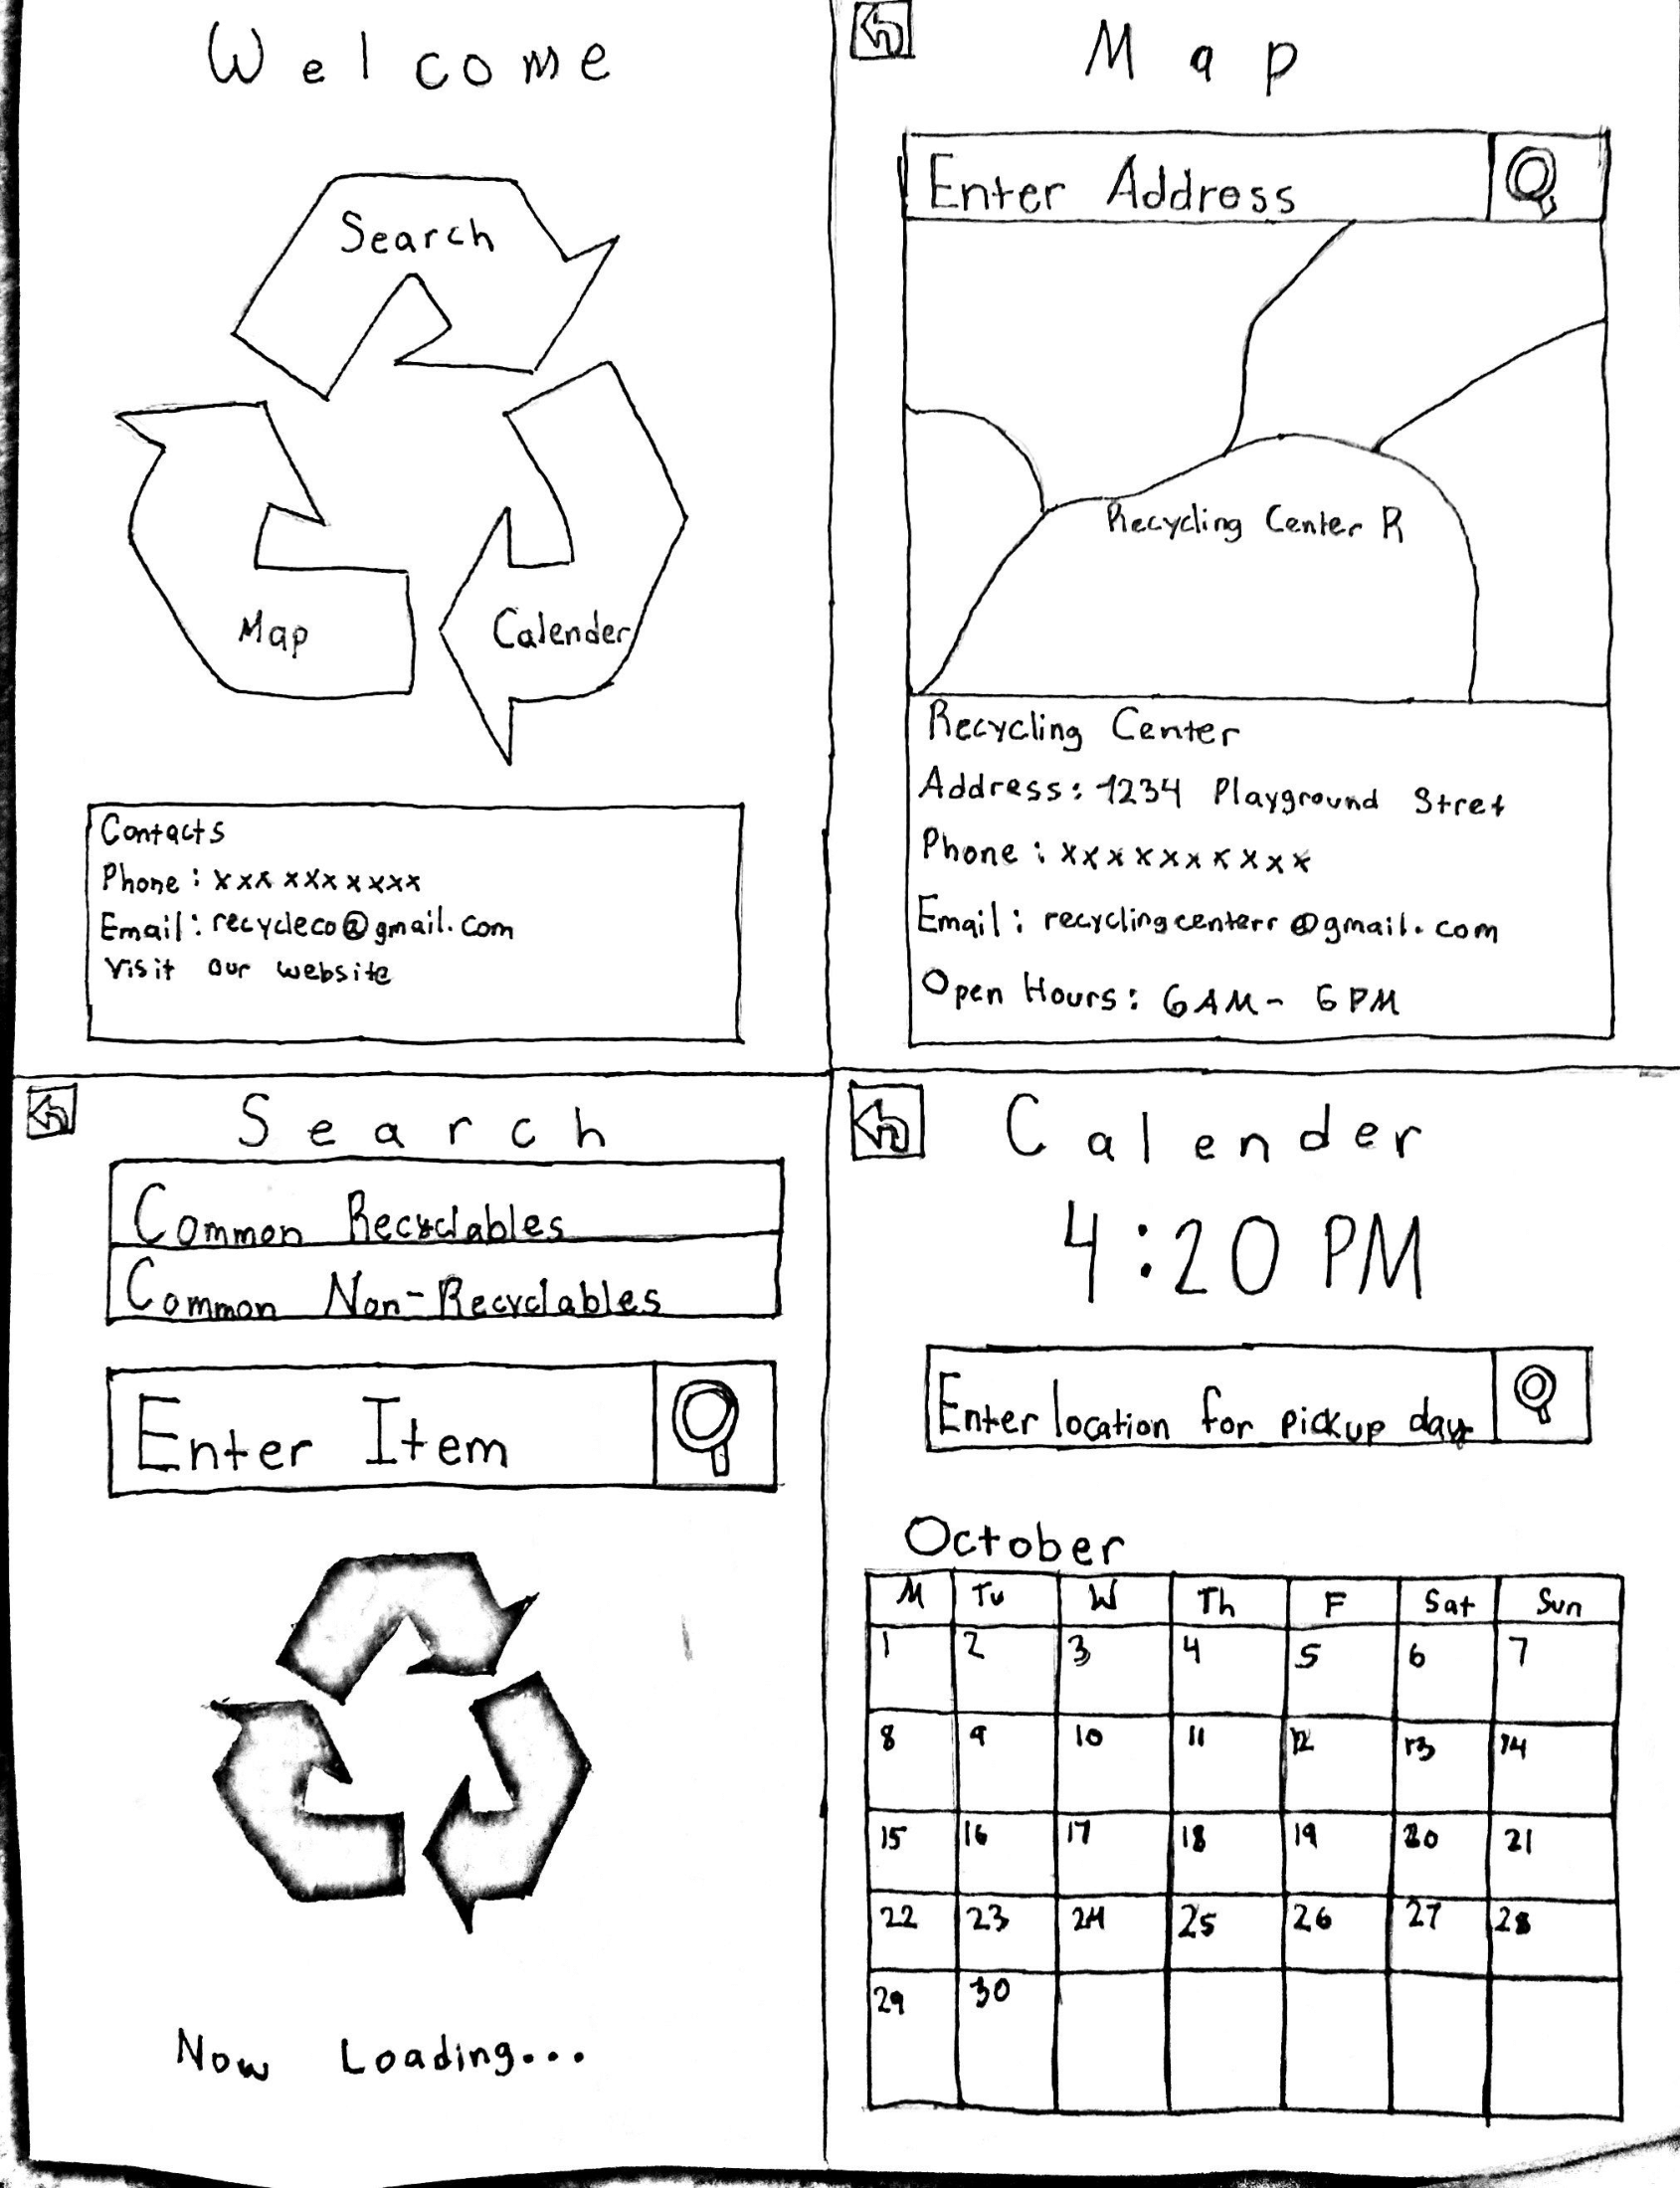 Welcome
Search
Map
Calender
Contacts
Phone: xxx xxx xxxx
Email: recycleco@gmail.com
Visit our website
Map
Enter Address
Recycling Center R
Recycling Center
Address: 1234 Playground Stret
Phone: xxxxxxxxxx
Email: recyclingcenterr@gmail.com
Open Hours: 6AM- 6PM
Search
Common Recyclables
Common Non-Recyclables
Enter Item
Now Loading...
Calender
4:20 PM
Enter location for pickup day
October
M Tu W Th F Sat Sun
1 2 3 4 5 6 7
8 9 10 11 12 13 14
15 16 17 18 19 20 21
22 23 24 25 26 27 28
29 30